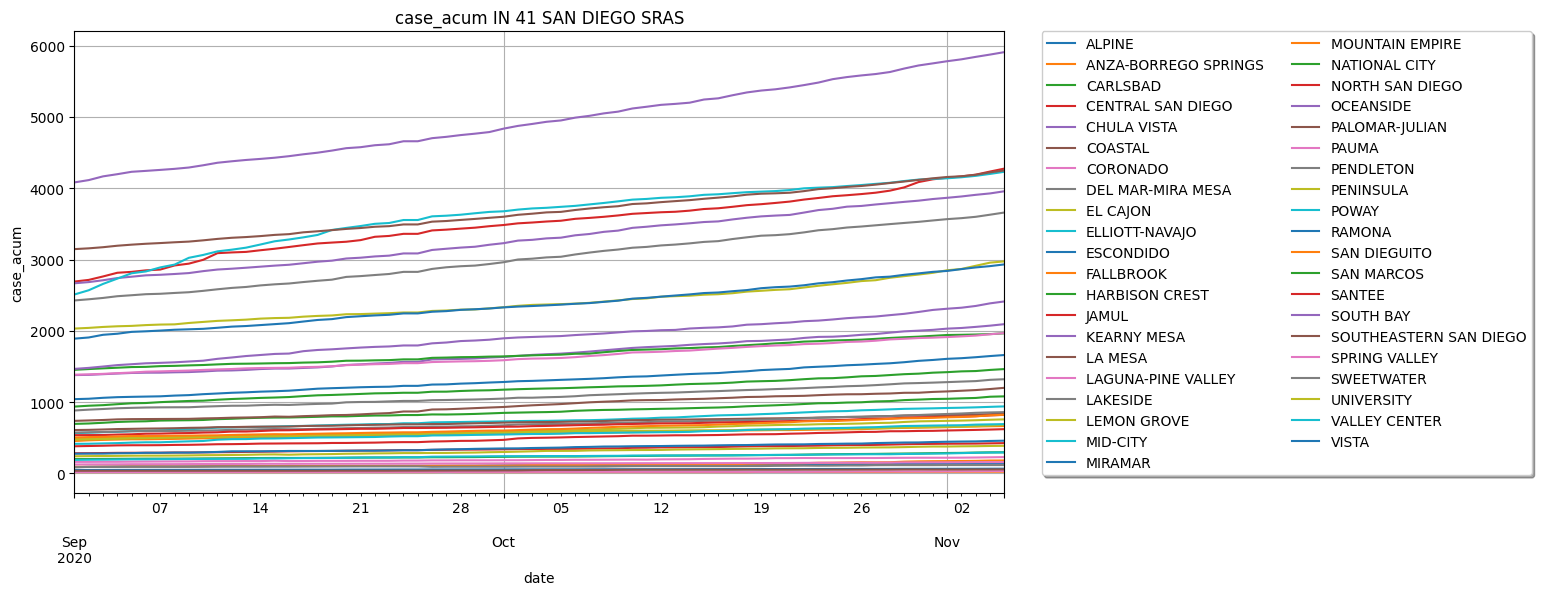 case_acum IN 41 SAN DIEGO SRAS
6000
5000
4000
3000
2000
1000
0
case_acum
07
14
21
28
05
12
19
26
02
Sep
2020
Oct
Nov
date
ALPINE
ANZA-BORREGO SPRINGS
CARLSBAD
CENTRAL SAN DIEGO
CHULA VISTA
COASTAL
CORONADO
DEL MAR-MIRA MESA
EL CAJON
ELLIOTT-NAVAJO
ESCONDIDO
FALLBROOK
HARBISON CREST
JAMUL
KEARNY MESA
LA MESA
LAGUNA-PINE VALLEY
LAKESIDE
LEMON GROVE
MID-CITY
MIRAMAR
MOUNTAIN EMPIRE
NATIONAL CITY
NORTH SAN DIEGO
OCEANSIDE
PALOMAR-JULIAN
PAUMA
PENDLETON
PENINSULA
POWAY
RAMONA
SAN DIEGUITO
SAN MARCOS
SANTEE
SOUTH BAY
SOUTHEASTERN SAN DIEGO
SPRING VALLEY
SWEETWATER
UNIVERSITY
VALLEY CENTER
VISTA